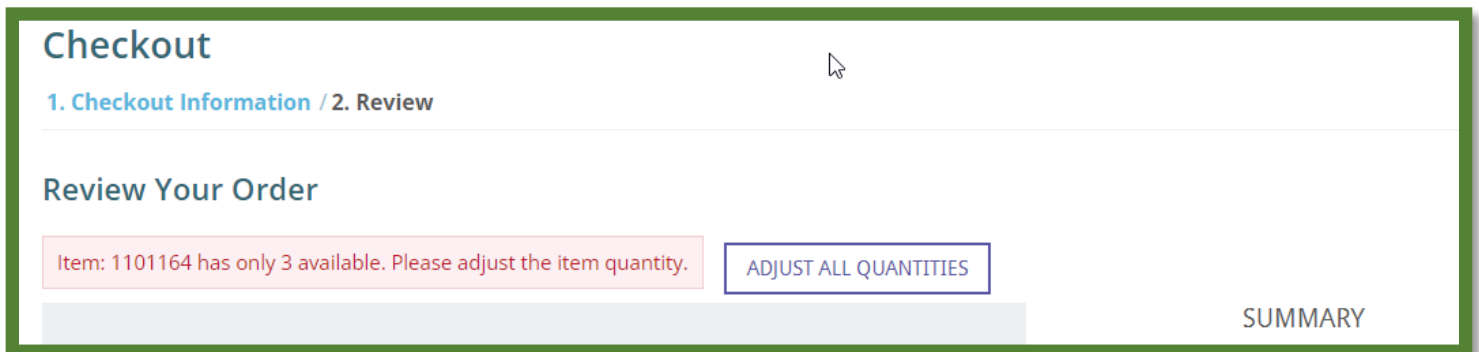 Checkout
1. Checkout Information / 2. Review
Review Your Order
Item: 1101164 has only 3 available. Please adjust the item quantity.
ADJUST ALL QUANTITIES
SUMMARY